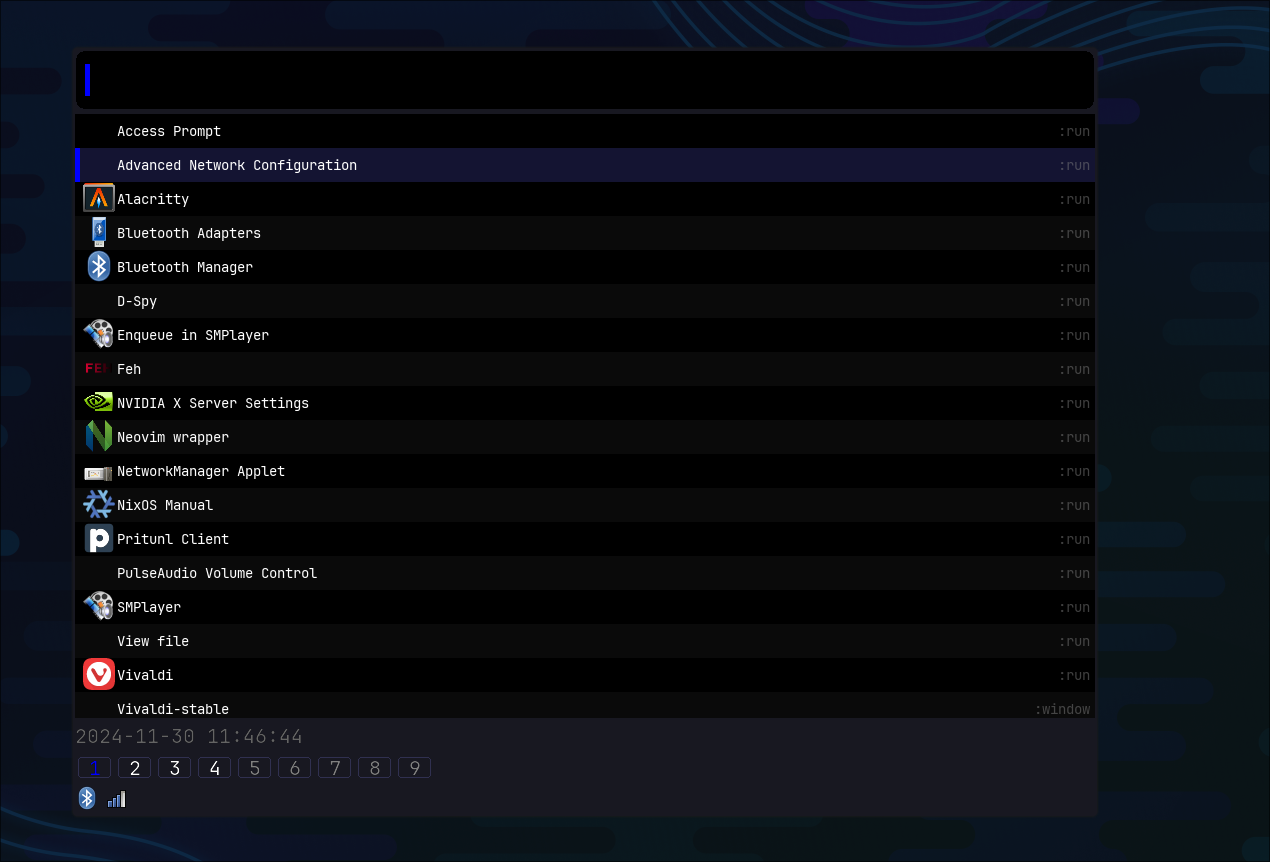 Access Prompt :run
Advanced Network Configuration :run
Alacritty :run
Bluetooth Adapters :run
Bluetooth Manager :run
D-Spy :run
Enqueue in SMPlayer :run
FEH Feh :run
NVIDIA X Server Settings :run
Neovim wrapper :run
NetworkManager Applet :run
NixOS Manual :run
Pritunl Client :run
PulseAudio Volume Control :run
SMPlayer :run
View file :run
Vivaldi :run
Vivaldi-stable :window
2024-11-30 11:46:44
1 2 3 4 5 6 7 8 9